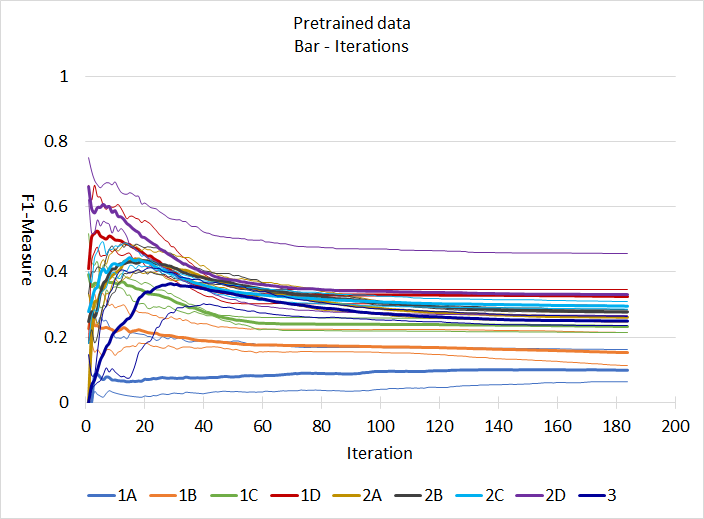 Pretrained data
Bar - Iterations
1
0.8
0.6
0.4
0.2
0
F1-Measure
0 20 40 60 80 100 120 140 160 180 200
Iteration
1A 1B 1C 1D 2A 2B 2C 2D 3